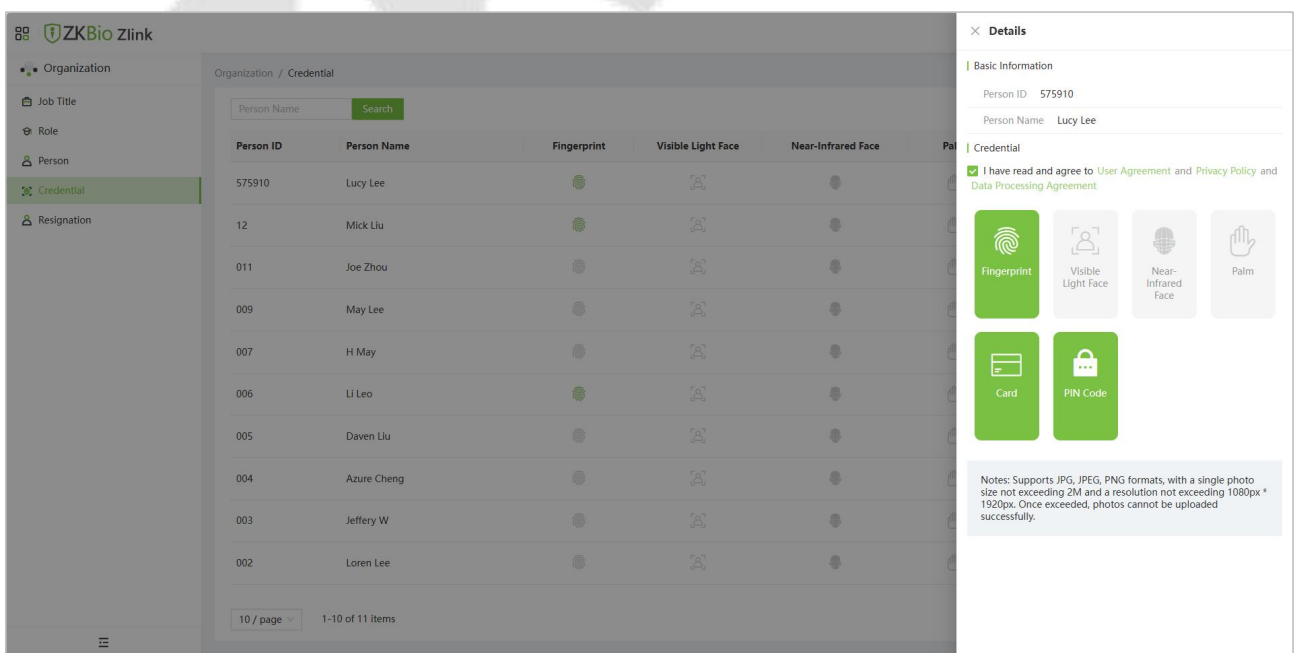 ZKBio Zlink
Organization
Job Title
Role
Person
Credential
Resignation
Organization / Credential
Person Name Search
Person ID Person Name Fingerprint Visible Light Face Near-Infrared Face
575910 Lucy Lee
12 Mick Liu
011 Joe Zhou
009 May Lee
007 H May
006 Li Leo
005 Daven Liu
004 Azure Cheng
003 Jeffery W
002 Loren Lee
10 / page 1-10 of 11 items
Details
Basic Information
Person ID 575910
Person Name Lucy Lee
Credential
I have read and agree to User Agreement and Privacy Policy and
Data Processing Agreement
Fingerprint
Visible
Light Face
Near-
Infrared
Face
Palm
Card
PIN Code
Notes: Supports JPG, JPEG, PNG formats, with a single photo
size not exceeding 2M and a resolution not exceeding 1080px *
1920px. Once exceeded, photos cannot be uploaded
successfully.